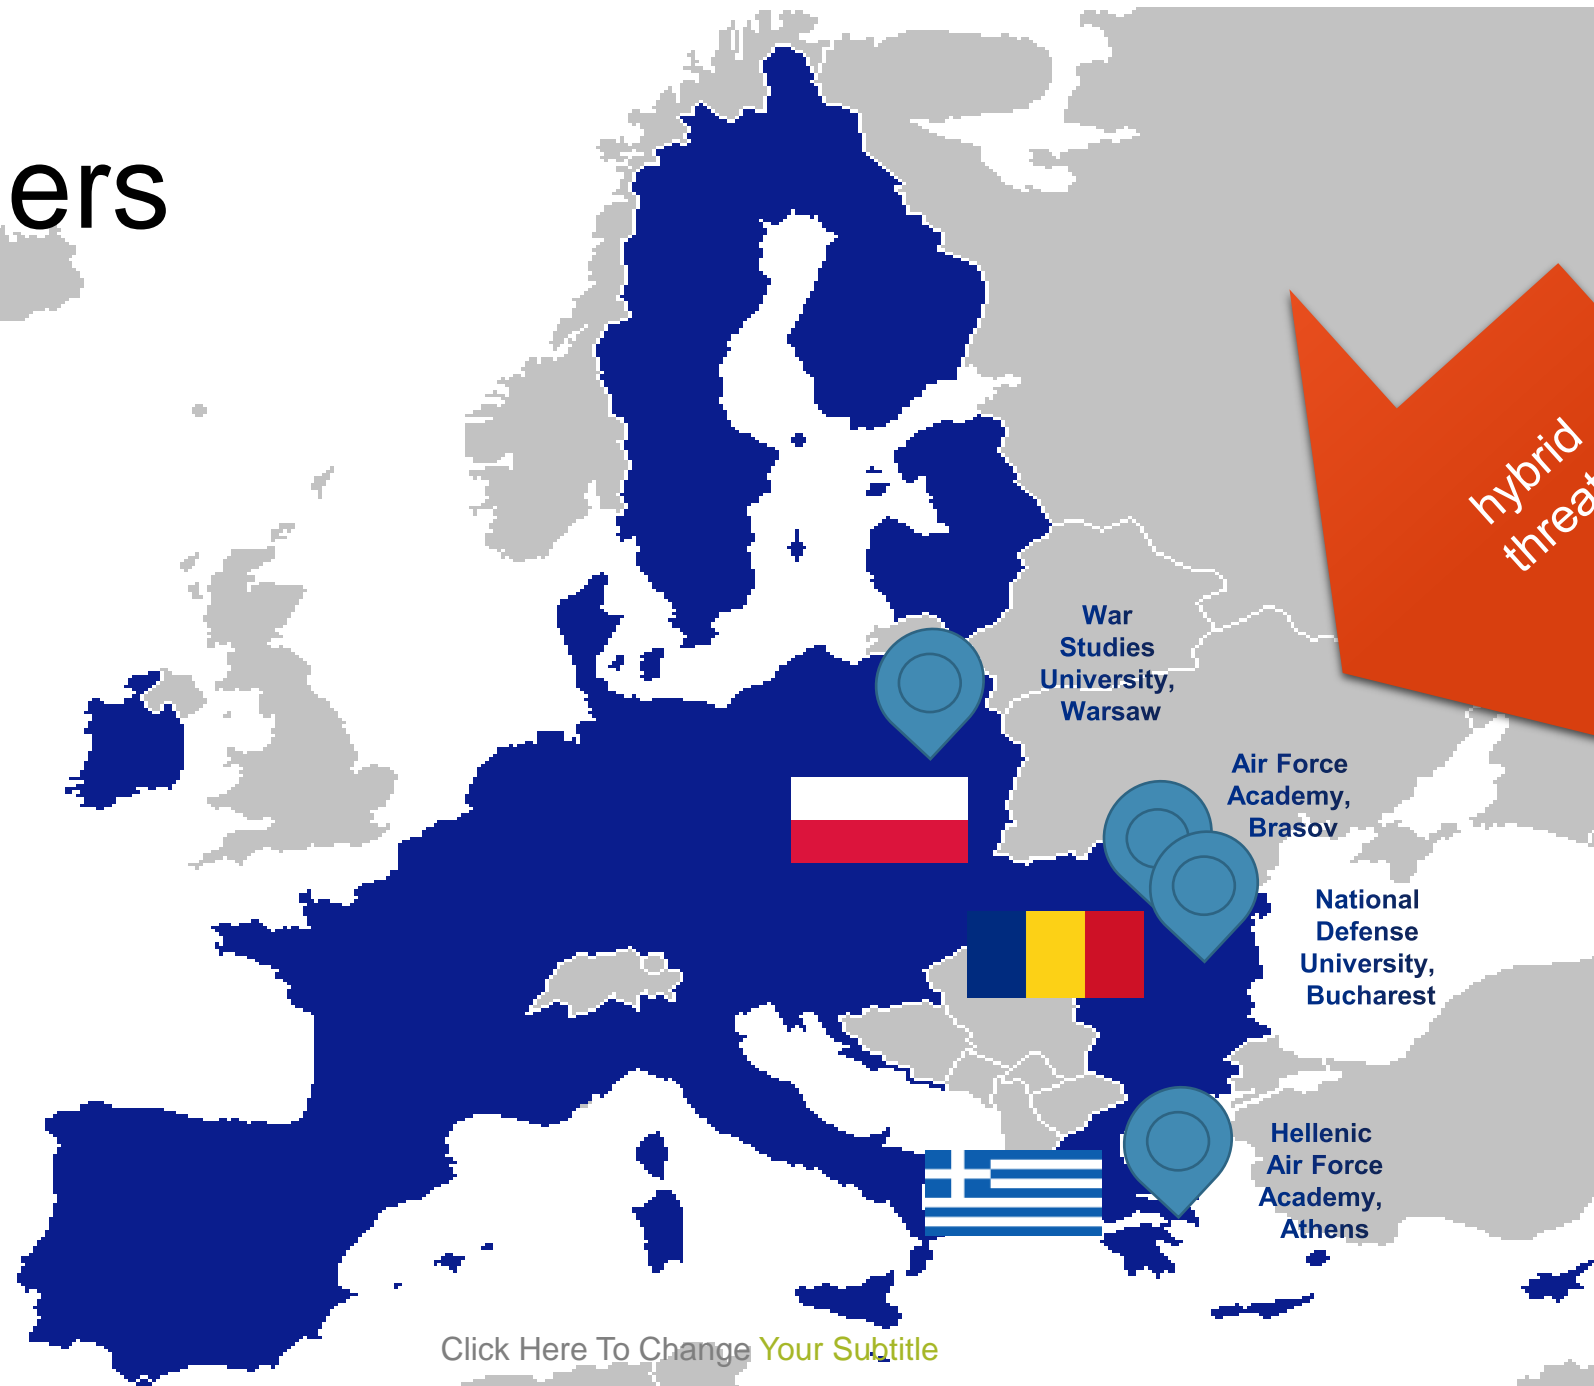 ers
hybrid
threat
War
Studies
University,
Warsaw
Air Force
Academy,
Brasov
National
Defense
University,
Bucharest
Hellenic
Air Force
Academy,
Athens
Click Here To Change Your Subtitle